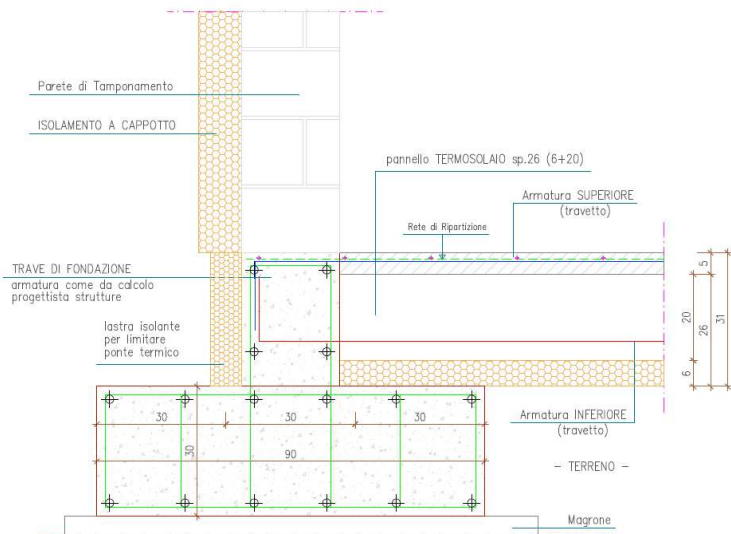 Parete di Tamponamento
ISOLAMENTO A CAPPOTTO
pannello TERMOSOLAIO sp.26 (6+20)
Armatura SUPERIORE
(travetto)
Rete di Ripartizione
TRAVE DI FONDAZIONE
armatura come da calcolo
progettista strutture
lastra isolante
per limitare
ponte termico
5
20
26
31
6
30
30
30
30
90
Armatura INFERIORE
(travetto)
- TERRENO -
Magrone